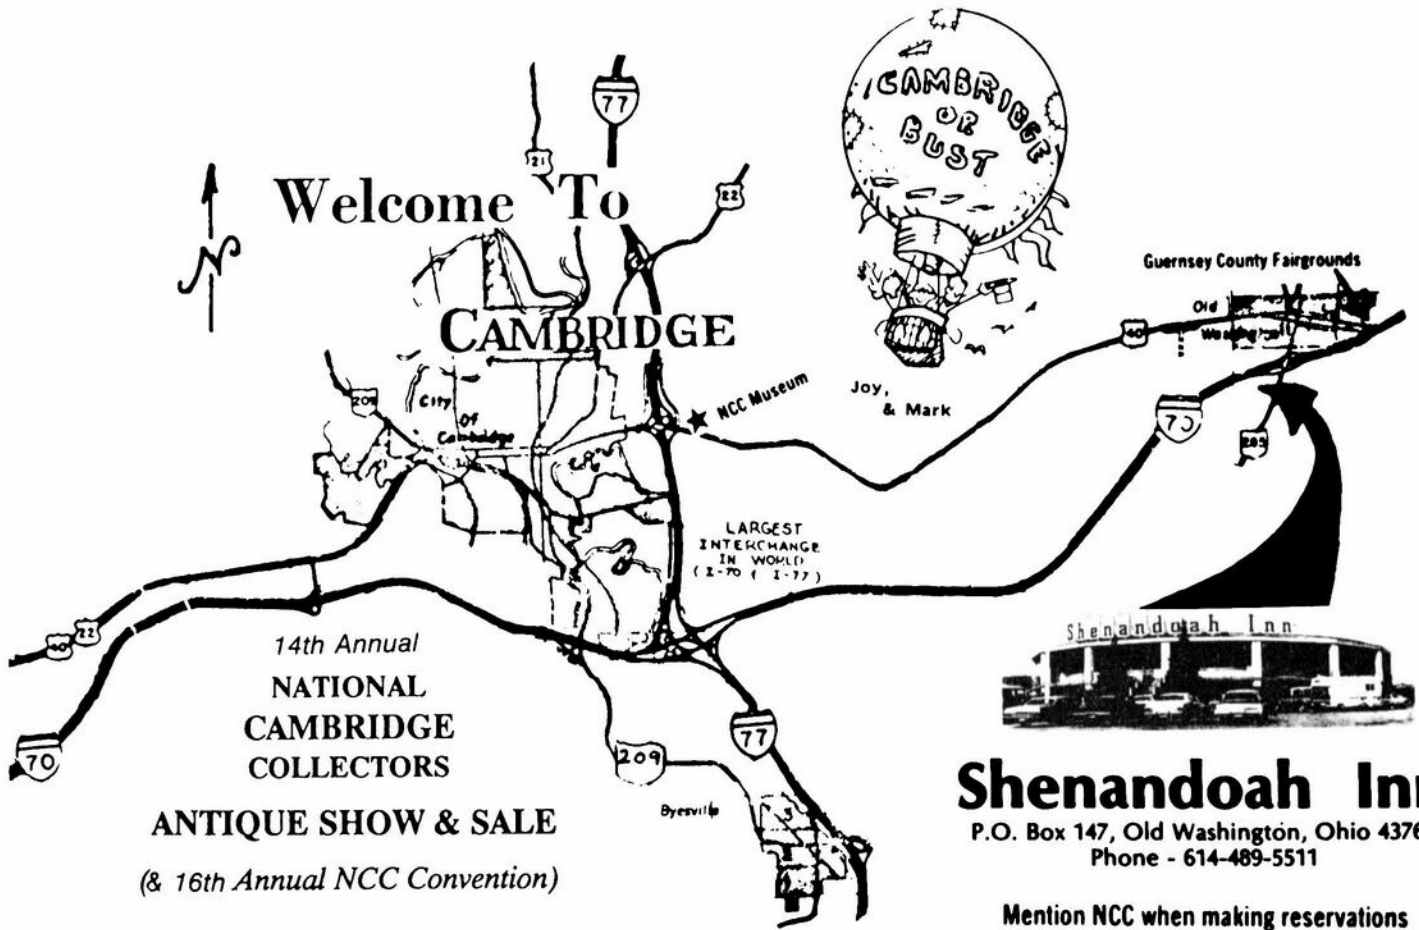 77
21
Welcome To
22
N
CAMBRIDGE
CAMBRIDGE
OR
BUST
Joy,
& Mark
Guernsey County Fairgrounds
Old
40
70
209
City
Of
Cambridge
NCC Museum
LARGEST
INTERCHANGE
IN WORLD
(I-70 & I-77)
40
22
70
77
209
Byesville
14th Annual
NATIONAL
CAMBRIDGE
COLLECTORS
ANTIQUE SHOW & SALE
(& 16th Annual NCC Convention)
Shenandoah Inn
Shenandoah
P.O. Box 147, Old Washington, Ohio
Phone - 614-489-5511
Mention NCC when making reservations